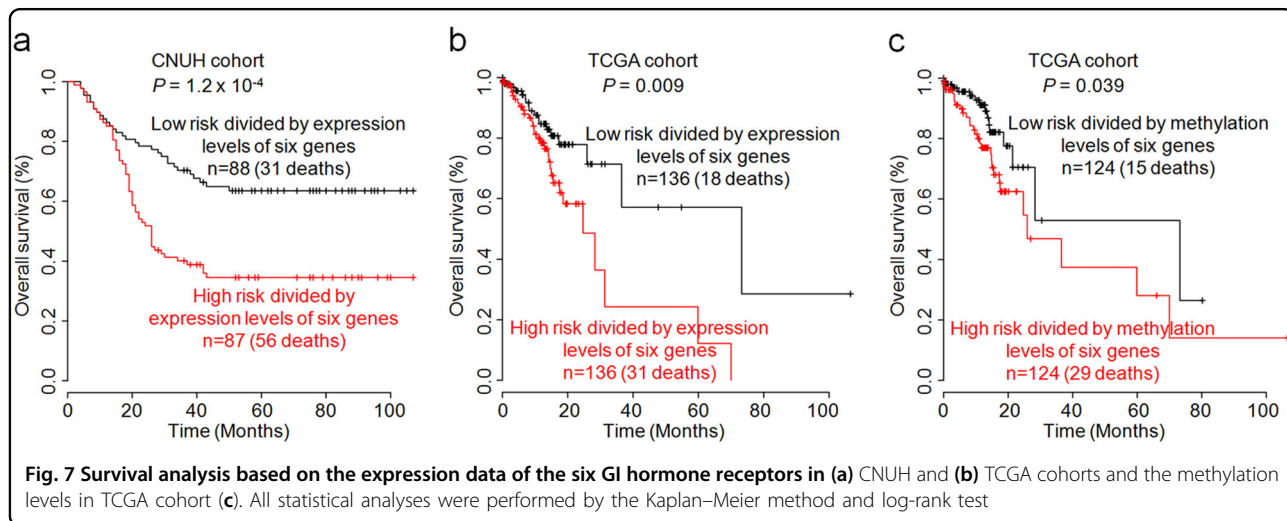 a
CNUH cohort
P = 1.2 x 10-4
Overall survival (%)
1.0
0.8
0.6
0.4
0.2
0.0
Low risk divided by expression
levels of six genes
n=88 (31 deaths)
High risk divided by
expression levels of six genes
n=87 (56 deaths)
0 20 40 60 80 100
Time (Months)
b
TCGA cohort
P = 0.009
Overall survival (%)
1.0
0.8
0.6
0.4
0.2
0.0
Low risk divided by expression
levels of six genes
n=136 (18 deaths)
High risk divided by expression
levels of six genes
n=136 (31 deaths)
0 20 40 60 80 100
Time (Months)
c
TCGA cohort
P = 0.039
Overall survival (%)
1.0
0.8
0.6
0.4
0.2
0.0
Low risk divided by methylation
levels of six genes
n=124 (15 deaths)
High risk divided by methylation
levels of six genes
n=124 (29 deaths)
0 20 40 60 80 100
Time (Months)
Fig. 7 Survival analysis based on the expression data of the six GI hormone receptors in (a) CNUH and (b) TCGA cohorts and the methylation
levels in TCGA cohort (c). All statistical analyses were performed by the Kaplan–Meier method and log-rank test